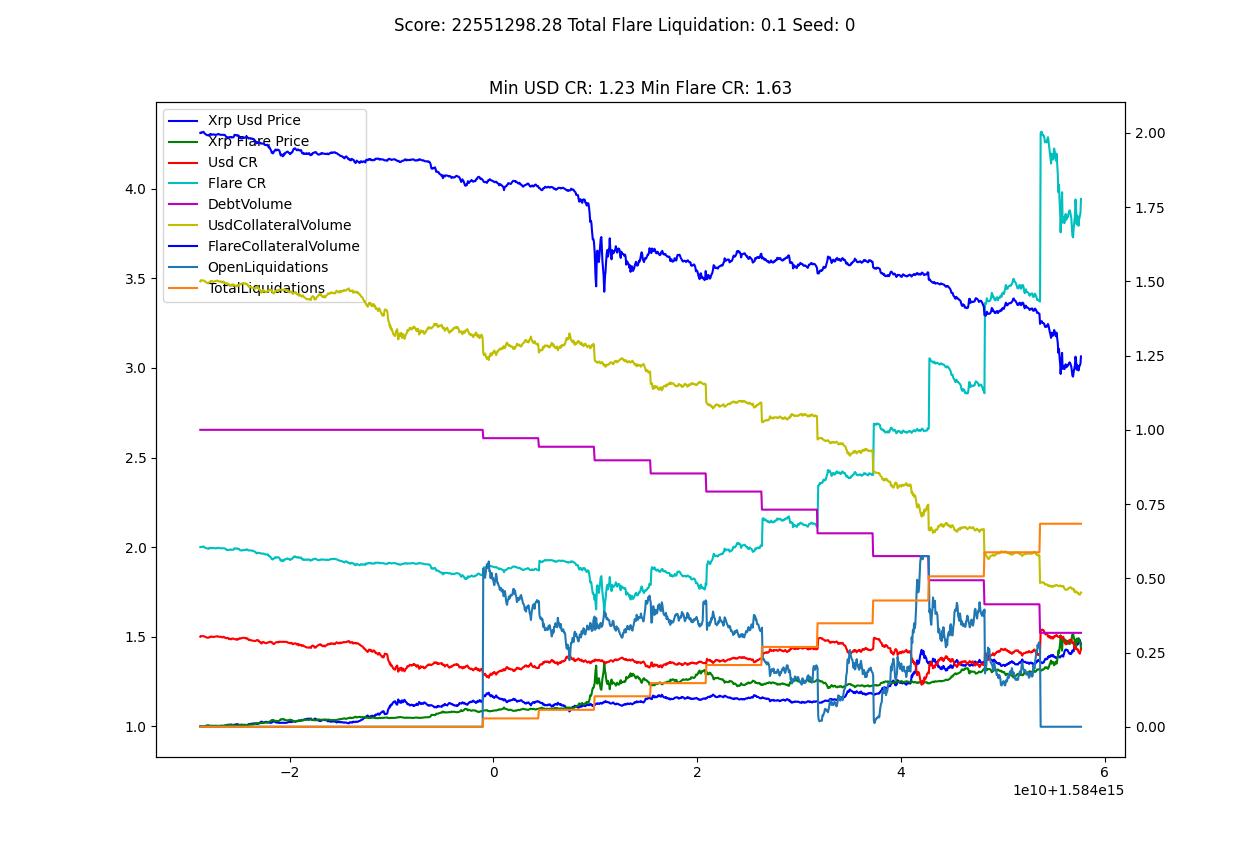 Score: 22551298.28 Total Flare Liquidation: 0.1 Seed: 0
Min USD CR: 1.23 Min Flare CR: 1.63
Xrp Usd Price
Xrp Flare Price
Usd CR
Flare CR
DebtVolume
UsdCollateralVolume
FlareCollateralVolume
OpenLiquidations
TotalLiquidations
4.0
3.5
3.0
2.5
2.0
1.5
1.0
2.00
1.75
1.50
1.25
1.00
0.75
0.50
0.25
0.00
−2
0
2
4
6
1e10+1.584e15